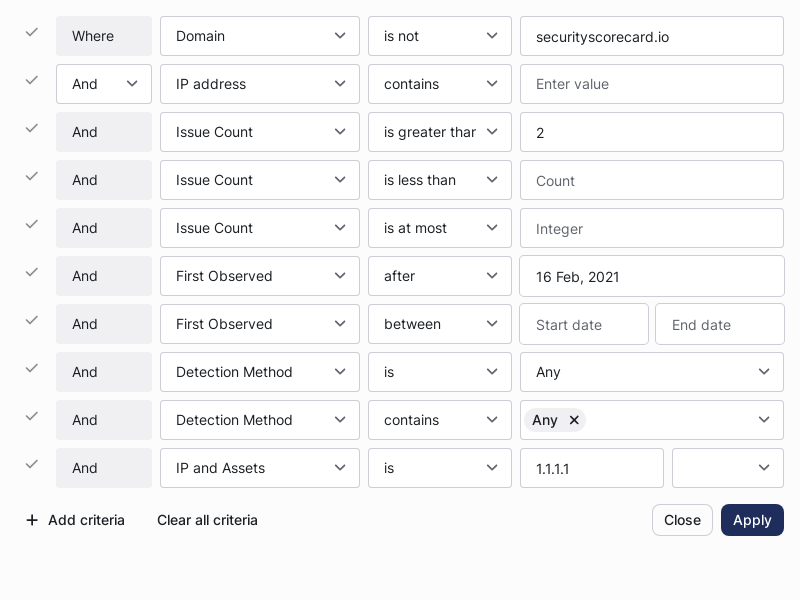 Where Domain is not securityscorecard.io
And IP address contains Enter value
And Issue Count is greater than 2
And Issue Count is less than Count
And Issue Count is at most Integer
And First Observed after 16 Feb, 2021
And First Observed between Start date End date
And Detection Method is Any
And Detection Method contains Any
And IP and Assets is 1.1.1.1
Add criteria Clear all criteria Close Apply